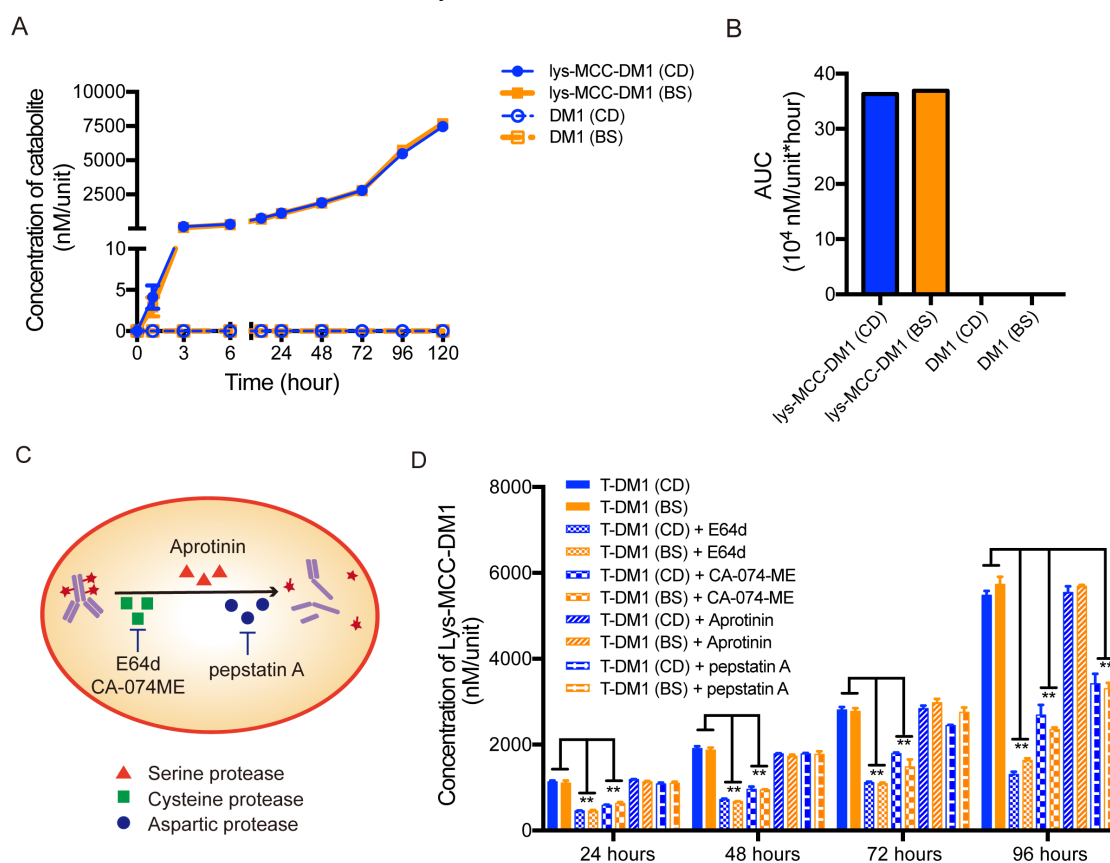 A
Concentration of catabolite
(nM/unit)
10000
7500
5000
2500
10
5
0
0 3 6 24 48 72 96 120
Time (hour)
lys-MCC-DM1 (CD)
lys-MCC-DM1 (BS)
DM1 (CD)
DM1 (BS)
B
AUC
(10⁴ nM/unit*hour)
40
30
20
10
0
lys-MCC-DM1 (CD)
lys-MCC-DM1 (BS)
DM1 (CD)
DM1 (BS)
C
Aprotinin
E64d
CA-074ME
pepstatin A
Serine protease
Cysteine protease
Aspartic protease
D
Concentration of Lys-MCC-DM1
(nM/unit)
8000
6000
4000
2000
0
T-DM1 (CD)
T-DM1 (BS)
T-DM1 (CD) + E64d
T-DM1 (BS) + E64d
T-DM1 (CD) + CA-074-ME
T-DM1 (BS) + CA-074-ME
T-DM1 (CD) + Aprotinin
T-DM1 (BS) + Aprotinin
T-DM1 (CD) + pepstatin A
T-DM1 (BS) + pepstatin A
** **
** **
** **
** ** **
24 hours 48 hours 72 hours 96 hours